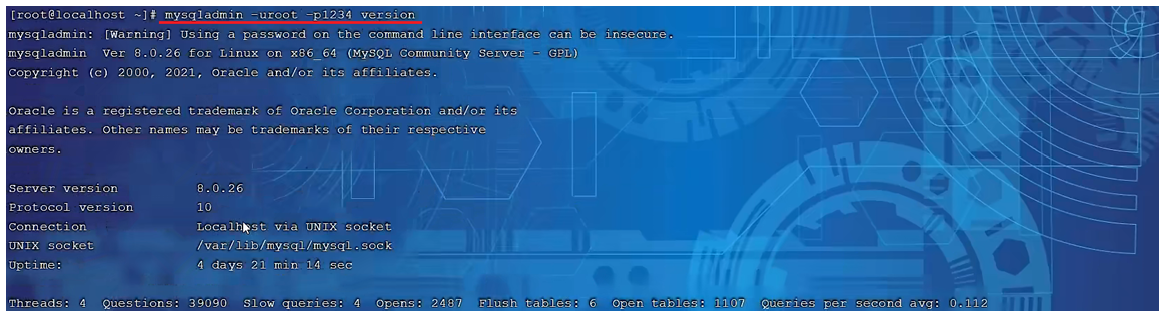 [root@localhost ~]# mysqladmin -uroot -p1234 version
mysqladmin: [Warning] Using a password on the command line interface can be insecure.
mysqladmin  Ver 8.0.26 for Linux on x86_64 (MySQL Community Server - GPL)
Copyright (c) 2000, 2021, Oracle and/or its affiliates.
Oracle is a registered trademark of Oracle Corporation and/or its
affiliates. Other names may be trademarks of their respective
owners.
Server version          8.0.26
Protocol version        10
Connection              Localhost via UNIX socket
UNIX socket             /var/lib/mysql/mysql.sock
Uptime:                 4 days 21 min 14 sec
Threads: 4  Questions: 39090  Slow queries: 4  Opens: 2487  Flush tables: 6  Open tables: 1107  Queries per second avg: 0.112